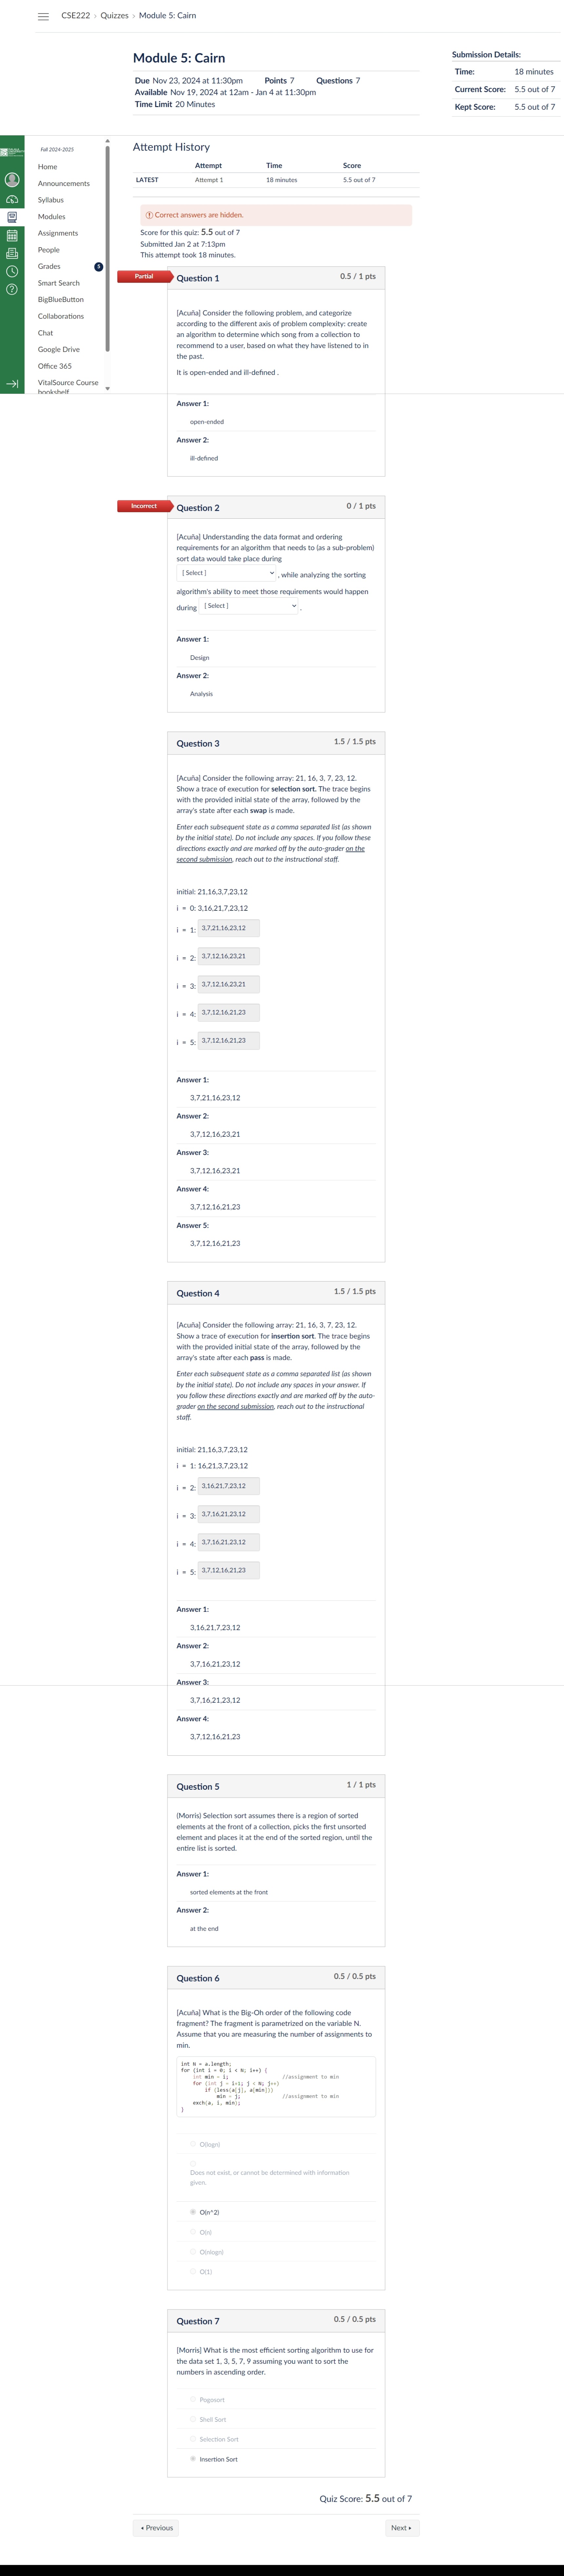 CSE222 › Quizzes › Module 5: Cairn
Module 5: Cairn
Due Nov 23, 2024 at 11:30pm Points 7 Questions 7
Available Nov 19, 2024 at 12am - Jan 4 at 11:30pm
Time Limit 20 Minutes
Submission Details:
Time: 18 minutes
Current Score: 5.5 out of 7
Kept Score: 5.5 out of 7
Fall 2024-2025
Home
Announcements
Syllabus
Modules
Assignments
People
Grades
Smart Search
BigBlueButton
Collaborations
Chat
Google Drive
Office 365
VitalSource Course
bookshelf
Attempt History
Attempt Time Score
LATEST Attempt 1 18 minutes 5.5 out of 7
Correct answers are hidden.
Score for this quiz: 5.5 out of 7
Submitted Jan 2 at 7:13pm
This attempt took 18 minutes.
Partial
Question 1 0.5 / 1 pts
[Acuña] Consider the following problem, and categorize
according to the different axis of problem complexity: create
an algorithm to determine which song from a collection to
recommend to a user, based on what they have listened to in
the past.
It is open-ended and ill-defined .
Answer 1:
open-ended
Answer 2:
ill-defined
Incorrect
Question 2 0 / 1 pts
[Acuña] Understanding the data format and ordering
requirements for an algorithm that needs to (as a sub-problem)
sort data would take place during
[ Select ] , while analyzing the sorting
algorithm's ability to meet those requirements would happen
during [ Select ] .
Answer 1:
Design
Answer 2:
Analysis
Question 3 1.5 / 1.5 pts
[Acuña] Consider the following array: 21, 16, 3, 7, 23, 12.
Show a trace of execution for selection sort. The trace begins
with the provided initial state of the array, followed by the
array's state after each swap is made.
Enter each subsequent state as a comma separated list (as shown
by the initial state). Do not include any spaces. If you follow these
directions exactly and are marked off by the auto-grader on the
second submission, reach out to the instructional staff.
initial: 21,16,3,7,23,12
i = 0: 3,16,21,7,23,12
i = 1: 3,7,21,16,23,12
i = 2: 3,7,12,16,23,21
i = 3: 3,7,12,16,23,21
i = 4: 3,7,12,16,21,23
i = 5: 3,7,12,16,21,23
Answer 1:
3,7,21,16,23,12
Answer 2:
3,7,12,16,23,21
Answer 3:
3,7,12,16,23,21
Answer 4:
3,7,12,16,21,23
Answer 5:
3,7,12,16,21,23
Question 4 1.5 / 1.5 pts
[Acuña] Consider the following array: 21, 16, 3, 7, 23, 12.
Show a trace of execution for insertion sort. The trace begins
with the provided initial state of the array, followed by the
array's state after each pass is made.
Enter each subsequent state as a comma separated list (as shown
by the initial state). Do not include any spaces in your answer. If
you follow these directions exactly and are marked off by the auto-
grader on the second submission, reach out to the instructional
staff.
initial: 21,16,3,7,23,12
i = 1: 16,21,3,7,23,12
i = 2: 3,16,21,7,23,12
i = 3: 3,7,16,21,23,12
i = 4: 3,7,16,21,23,12
i = 5: 3,7,12,16,21,23
Answer 1:
3,16,21,7,23,12
Answer 2:
3,7,16,21,23,12
Answer 3:
3,7,16,21,23,12
Answer 4:
3,7,12,16,21,23
Question 5 1 / 1 pts
(Morris) Selection sort assumes there is a region of sorted
elements at the front of a collection, picks the first unsorted
element and places it at the end of the sorted region, until the
entire list is sorted.
Answer 1:
sorted elements at the front
Answer 2:
at the end
Question 6 0.5 / 0.5 pts
[Acuña] What is the Big-Oh order of the following code
fragment? The fragment is parametrized on the variable N.
Assume that you are measuring the number of assignments to
min.
int N = a.length;
for (int i = 0; i < N; i++) {
int min = i; //assignment to min
for (int j = i+1; j < N; j++)
if (less(a[j], a[min]))
min = j; //assignment to min
exch(a, i, min);
}
O(logn)
Does not exist, or cannot be determined with information
given.
O(n^2)
O(n)
O(nlogn)
O(1)
Question 7 0.5 / 0.5 pts
[Morris] What is the most efficient sorting algorithm to use for
the data set 1, 3, 5, 7, 9 assuming you want to sort the
numbers in ascending order.
Pogosort
Shell Sort
Selection Sort
Insertion Sort
Quiz Score: 5.5 out of 7
◂ Previous
Next ▸